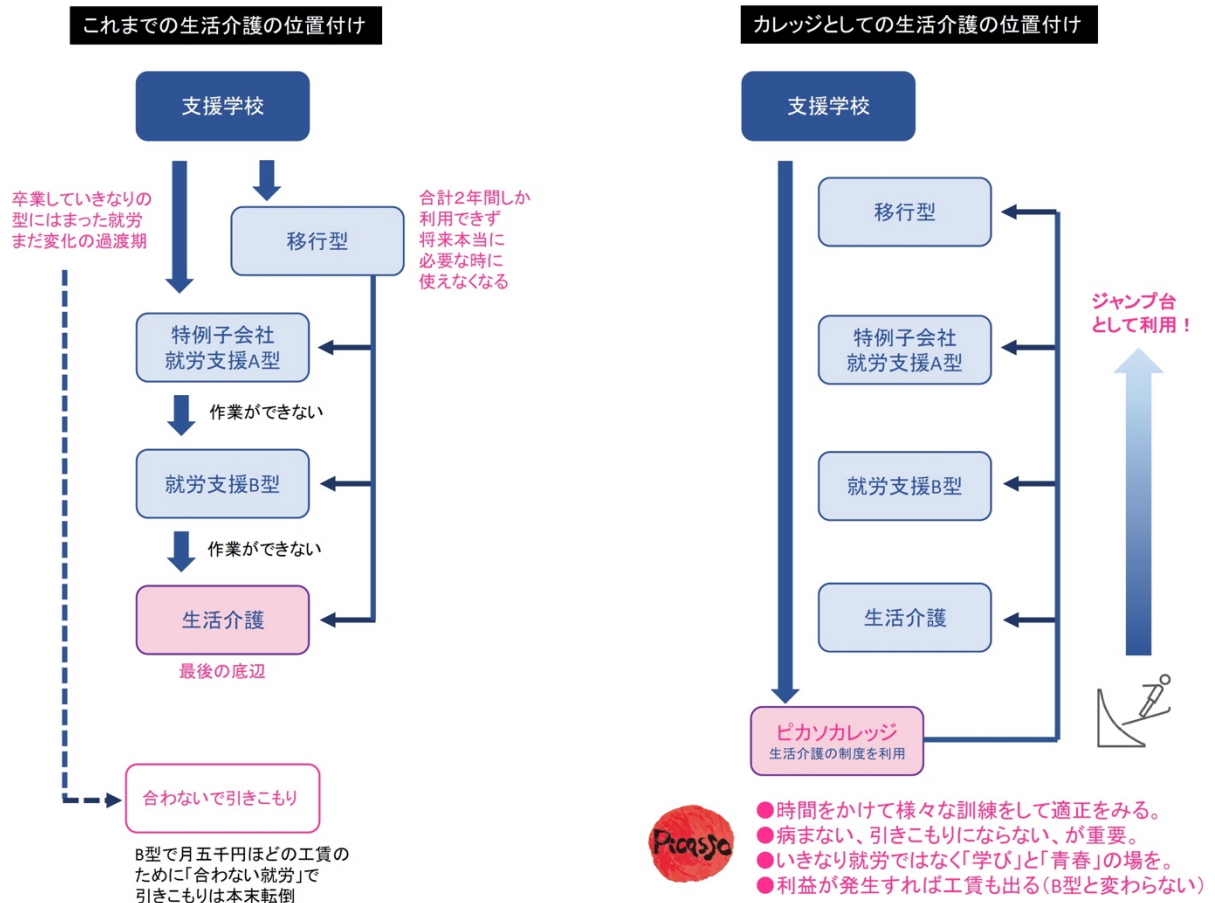 これまでの生活介護の位置付け
支援学校
卒業していきなりの
型にはまった就労
まだ変化の過渡期
移行型
合計2年間しか
利用できず
将来本当に
必要な時に
使えなくなる
特例子会社
就労支援A型
作業ができない
就労支援B型
作業ができない
生活介護
最後の底辺
合わないで引きこもり
B型で月五千円ほどの工賃の
ために「合わない就労」で
引きこもりは本末転倒
カレッジとしての生活介護の位置付け
支援学校
移行型
特例子会社
就労支援A型
就労支援B型
生活介護
ピカソカレッジ
生活介護の制度を利用
ジャンプ台
として利用！
Picasso
●時間をかけて様々な訓練をして適正をみる。
●病まない、引きこもりにならない、が重要。
●いきなり就労ではなく「学び」と「青春」の場を。
●利益が発生すれば工賃も出る（B型と変わらない）